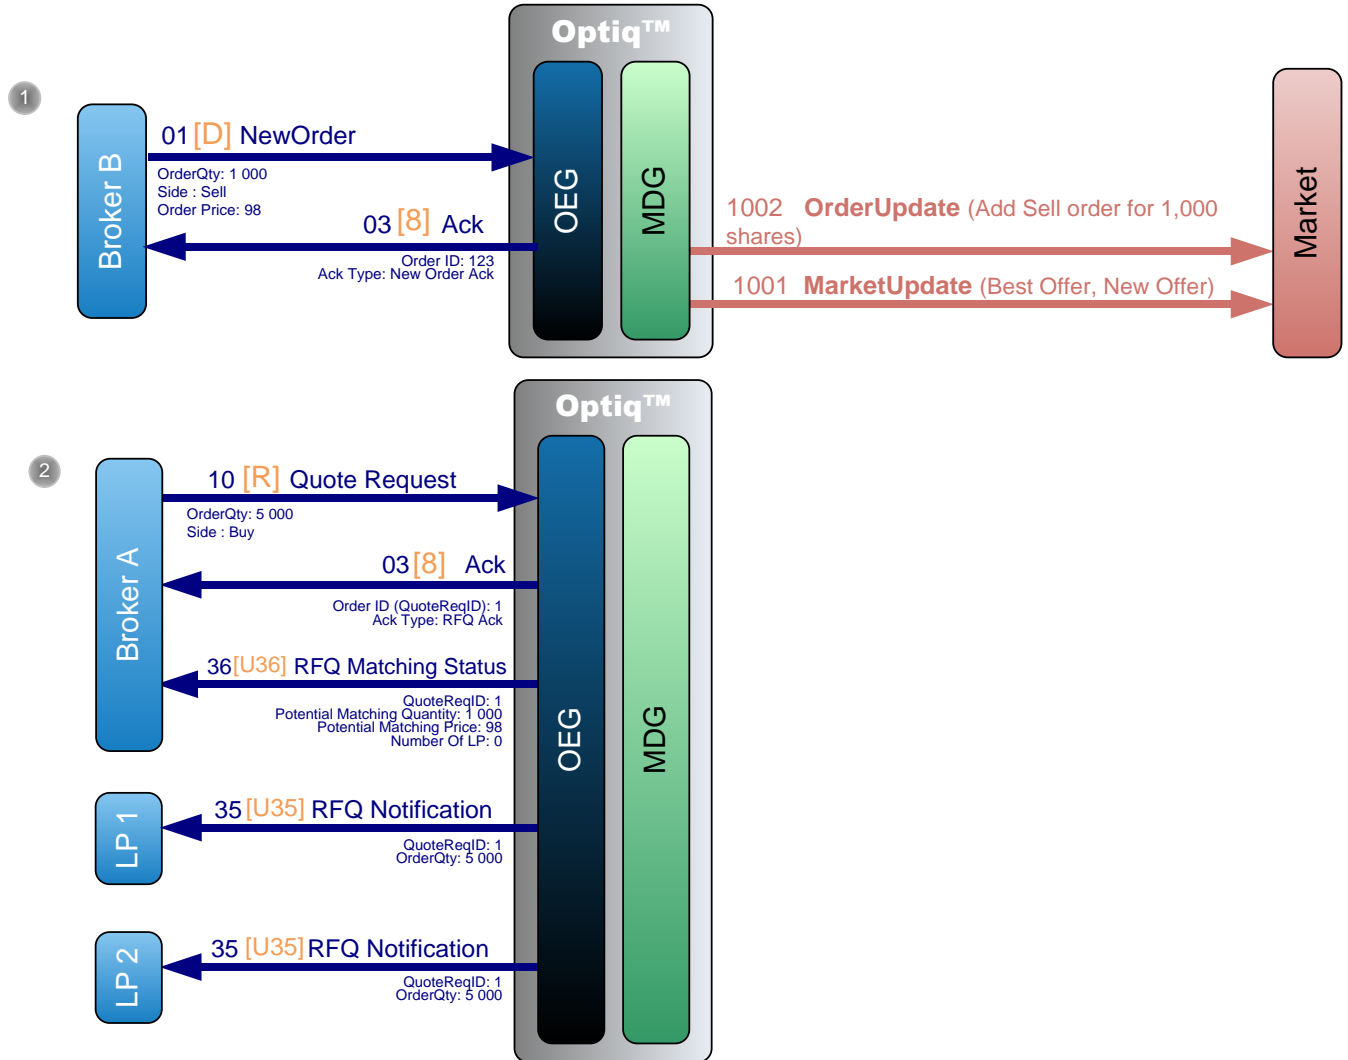 Optiq™
1
Broker B
01 [D] NewOrder
OrderQty: 1 000
Side : Sell
Order Price: 98
03 [8] Ack
Order ID: 123
Ack Type: New Order Ack
OEG
MDG
1002 OrderUpdate (Add Sell order for 1,000
shares)
1001 MarketUpdate (Best Offer, New Offer)
Market
Optiq™
2
Broker A
10 [R] Quote Request
OrderQty: 5 000
Side : Buy
03 [8] Ack
Order ID (QuoteReqID): 1
Ack Type: RFQ Ack
36 [U36] RFQ Matching Status
QuoteReqID: 1
Potential Matching Quantity: 1 000
Potential Matching Price: 98
Number Of LP: 0
OEG
MDG
LP 1
35 [U35] RFQ Notification
QuoteReqID: 1
OrderQty: 5 000
LP 2
35 [U35] RFQ Notification
QuoteReqID: 1
OrderQty: 5 000